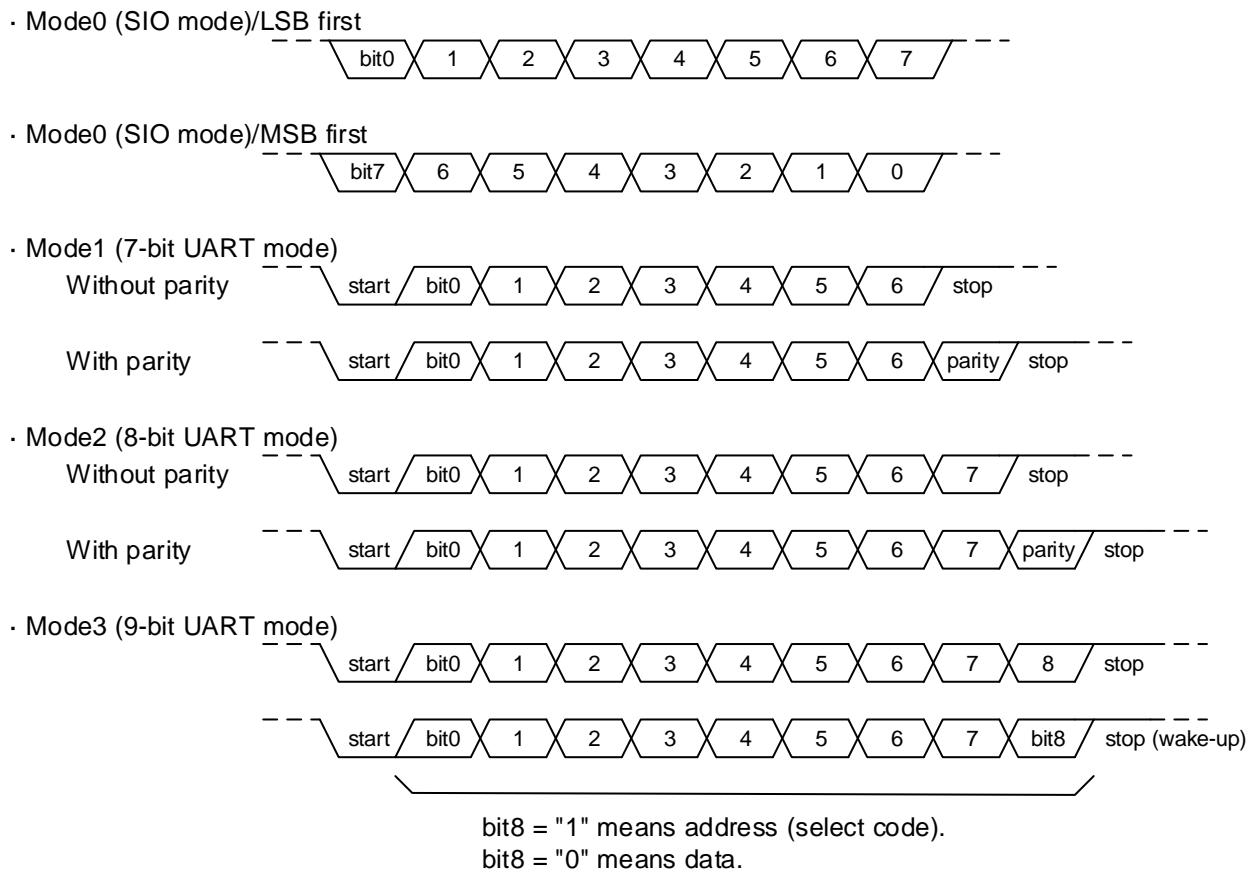 · Mode0 (SIO mode)/LSB first
bit0 1 2 3 4 5 6 7
· Mode0 (SIO mode)/MSB first
bit7 6 5 4 3 2 1 0
· Mode1 (7-bit UART mode)
Without parity start bit0 1 2 3 4 5 6 stop
With parity start bit0 1 2 3 4 5 6 parity stop
· Mode2 (8-bit UART mode)
Without parity start bit0 1 2 3 4 5 6 7 stop
With parity start bit0 1 2 3 4 5 6 7 parity stop
· Mode3 (9-bit UART mode)
start bit0 1 2 3 4 5 6 7 8 stop
start bit0 1 2 3 4 5 6 7 bit8 stop (wake-up)
bit8 = "1" means address (select code).
bit8 = "0" means data.